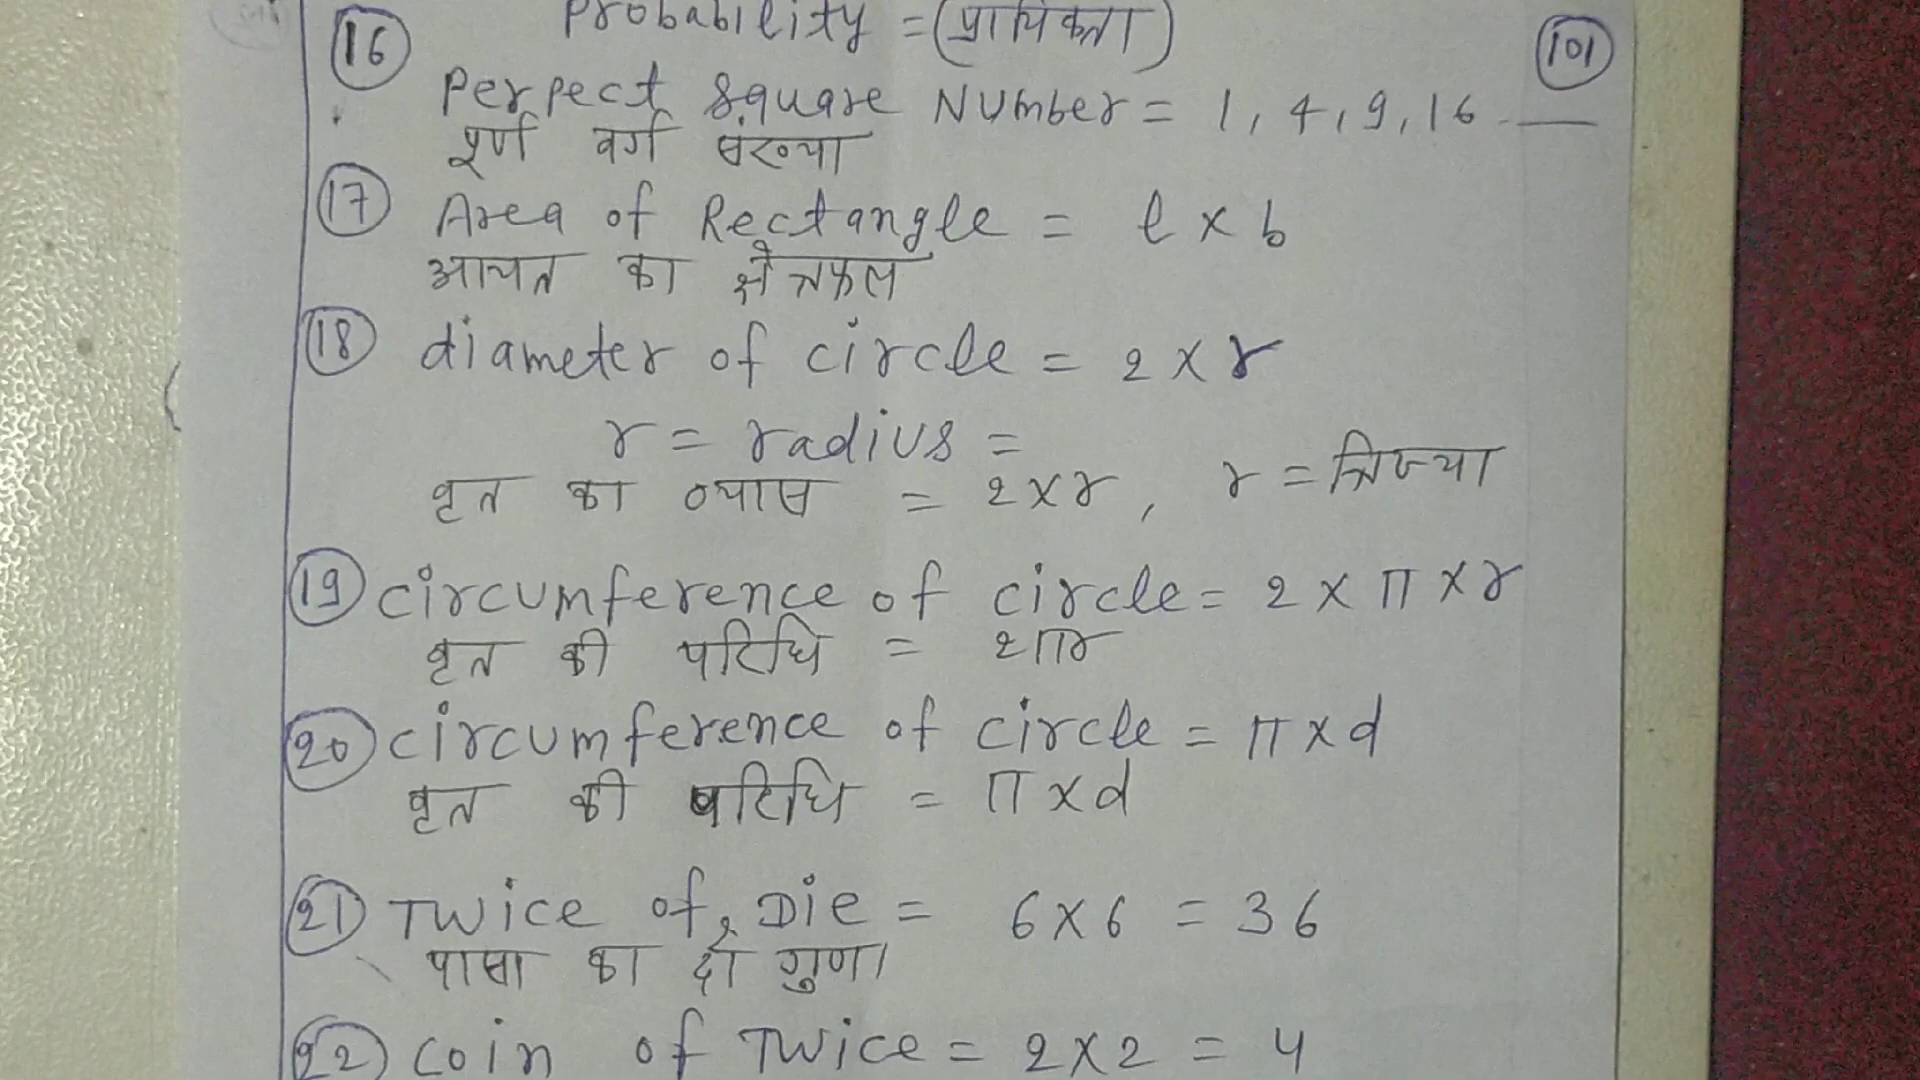 Probability = (प्रायिकता)
(16) (101)
Perpect Square Number = 1, 4, 9, 16 ——
पूर्ण वर्ग संख्या
(17) Area of Rectangle = l × b
आयत का क्षेत्रफल
(18) diameter of circle = 2 × r
r = radius =
वृत का व्यास = 2 × r , r = त्रिज्या
(19) circumference of circle = 2 × π × r
वृत की परिधि = 2πr
(20) circumference of circle = π × d
वृत की परिधि = π × d
(21) Twice of Die = 6 × 6 = 36
पासा का दो गुणा
(22) coin of Twice = 2 × 2 = 4